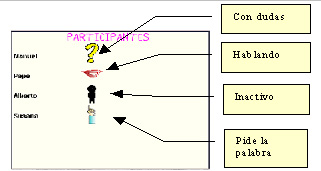 PARTICIPANTES
Manuel
Pepe
Alberto
Susana
Con dudas
Hablando
Inactivo
Pide la
palabra